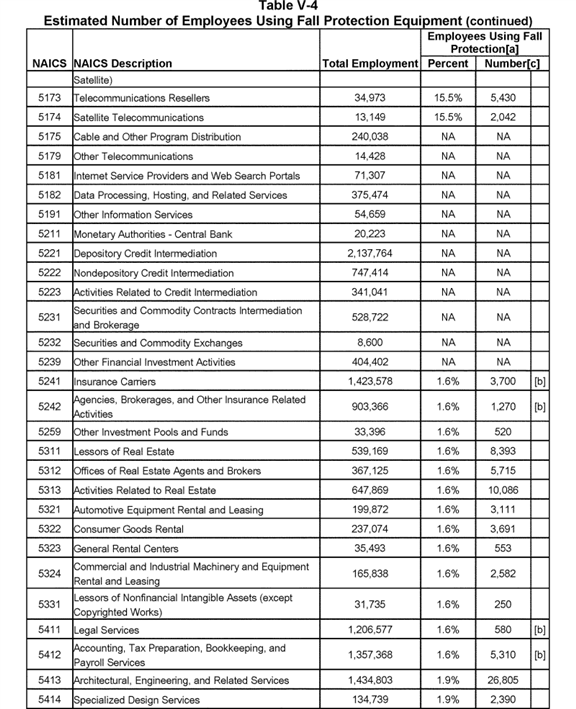 Table V-4
Estimated Number of Employees Using Fall Protection Equipment (continued)
Employees Using Fall
Protection[a]
NAICS NAICS Description Total Employment Percent Number[c]
Satellite)
5173 Telecommunications Resellers 34,973 15.5% 5,430
5174 Satellite Telecommunications 13,149 15.5% 2,042
5175 Cable and Other Program Distribution 240,038 NA NA
5179 Other Telecommunications 14,428 NA NA
5181 Internet Service Providers and Web Search Portals 71,307 NA NA
5182 Data Processing, Hosting, and Related Services 375,474 NA NA
5191 Other Information Services 54,659 NA NA
5211 Monetary Authorities - Central Bank 20,223 NA NA
5221 Depository Credit Intermediation 2,137,764 NA NA
5222 Nondepository Credit Intermediation 747,414 NA NA
5223 Activities Related to Credit Intermediation 341,041 NA NA
Securities and Commodity Contracts Intermediation
5231 528,722 NA NA
and Brokerage
5232 Securities and Commodity Exchanges 8,600 NA NA
5239 Other Financial Investment Activities 404,402 NA NA
5241 Insurance Carriers 1,423,578 1.6% 3,700 [b]
Agencies, Brokerages, and Other Insurance Related
5242 903,366 1.6% 1,270 [b]
Activities
5259 Other Investment Pools and Funds 33,396 1.6% 520
5311 Lessors of Real Estate 539,169 1.6% 8,393
5312 Offices of Real Estate Agents and Brokers 367,125 1.6% 5,715
5313 Activities Related to Real Estate 647,869 1.6% 10,086
5321 Automotive Equipment Rental and Leasing 199,872 1.6% 3,111
5322 Consumer Goods Rental 237,074 1.6% 3,691
5323 General Rental Centers 35,493 1.6% 553
Commercial and Industrial Machinery and Equipment
5324 165,838 1.6% 2,582
Rental and Leasing
Lessors of Nonfinancial Intangible Assets (except
5331 31,735 1.6% 250
Copyrighted Works)
5411 Legal Services 1,206,577 1.6% 580 [b]
Accounting, Tax Preparation, Bookkeeping, and
5412 1,357,368 1.6% 5,310 [b]
Payroll Services
5413 Architectural, Engineering, and Related Services 1,434,803 1.9% 26,805
5414 Specialized Design Services 134,739 1.9% 2,390